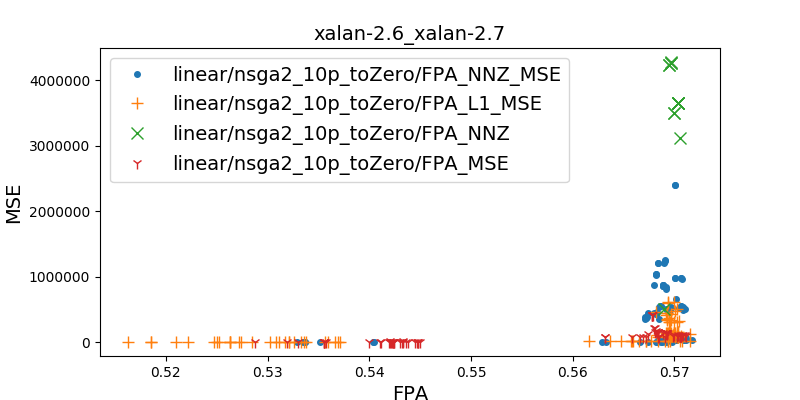 xalan-2.6_xalan-2.7
linear/nsga2_10p_toZero/FPA_NNZ_MSE
linear/nsga2_10p_toZero/FPA_L1_MSE
linear/nsga2_10p_toZero/FPA_NNZ
linear/nsga2_10p_toZero/FPA_MSE
MSE
4000000
3000000
2000000
1000000
0
0.52 0.53 0.54 0.55 0.56 0.57
FPA